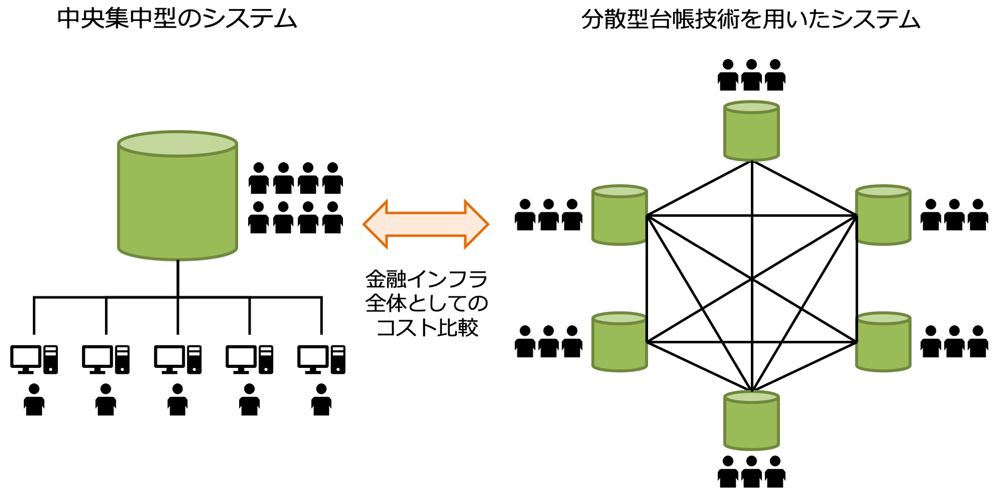 中央集中型のシステム
分散型台帳技術を用いたシステム
金融インフラ
全体としての
コスト比較